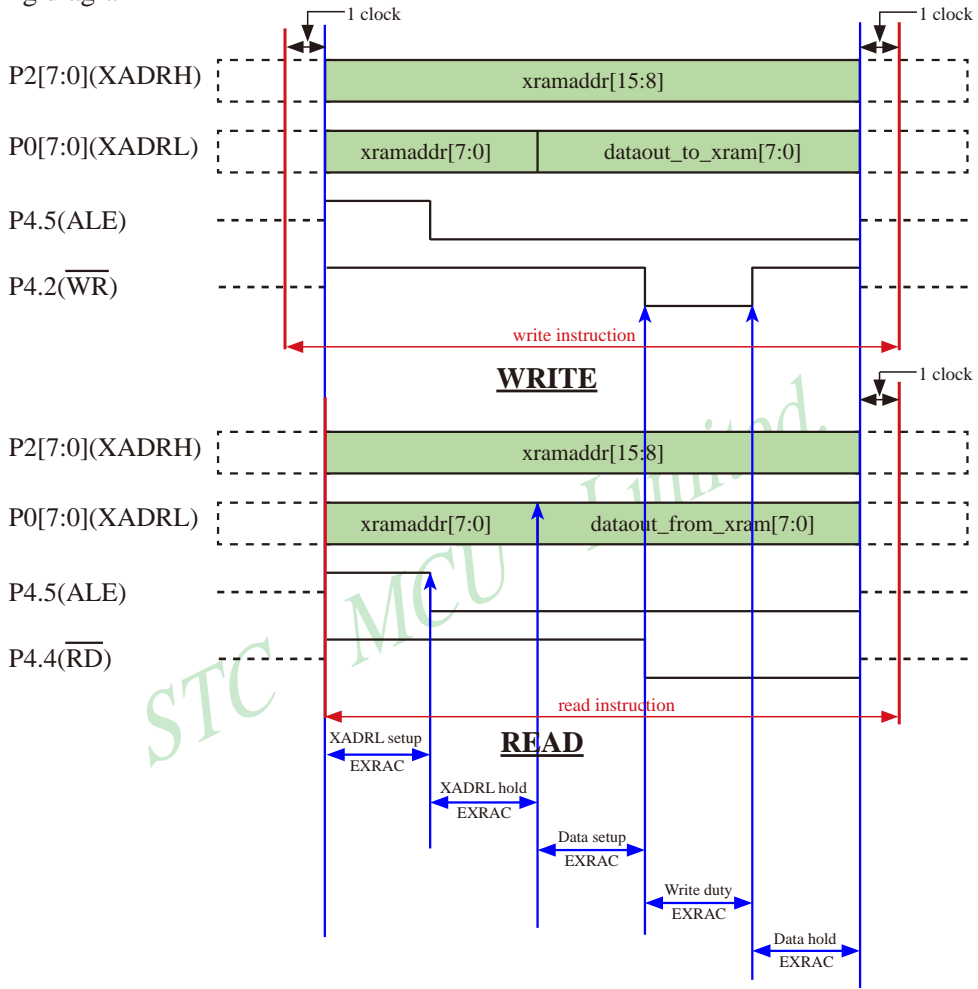 1 clock
1 clock
P2[7:0](XADRH)
xramaddr[15:8]
P0[7:0](XADRL)
xramaddr[7:0]
dataout_to_xram[7:0]
P4.5(ALE)
P4.2(WR)
write instruction
WRITE
1 clock
P2[7:0](XADRH)
xramaddr[15:8]
P0[7:0](XADRL)
xramaddr[7:0]
dataout_from_xram[7:0]
P4.5(ALE)
P4.4(RD)
STC MCU Limited.
read instruction
READ
XADRL setup
EXRAC
XADRL hold
EXRAC
Data setup
EXRAC
Write duty
EXRAC
Data hold
EXRAC